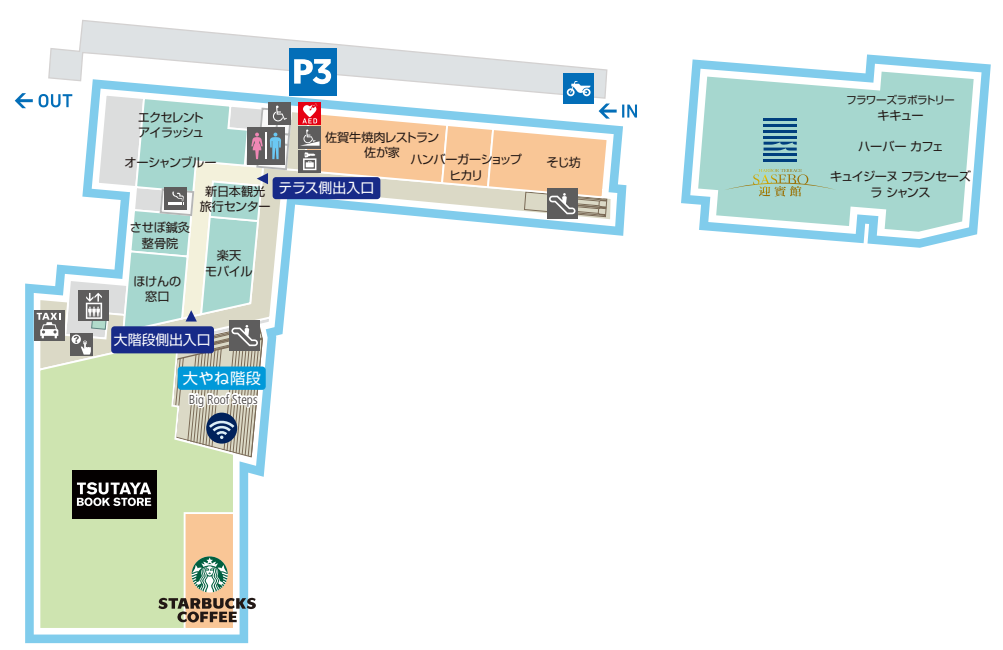 P3
OUT
IN
AED
エクセレント
アイラッシュ
オーシャンブルー
佐賀牛焼肉レストラン
佐が家
ハンバーガーショップ
ヒカリ
そじ坊
テラス側出入口
新日本観光
旅行センター
させぼ鍼灸
整骨院
楽天
モバイル
ほけんの
窓口
TAXI
?
大階段側出入口
大やね階段
Big Roof Steps
TSUTAYA
BOOK STORE
STARBUCKS
COFFEE
フラワーズラボラトリー
キキュー
ハーバー カフェ
キュイジーヌ フランセーズ
ラ シャンス
SASEBO
迎賓館